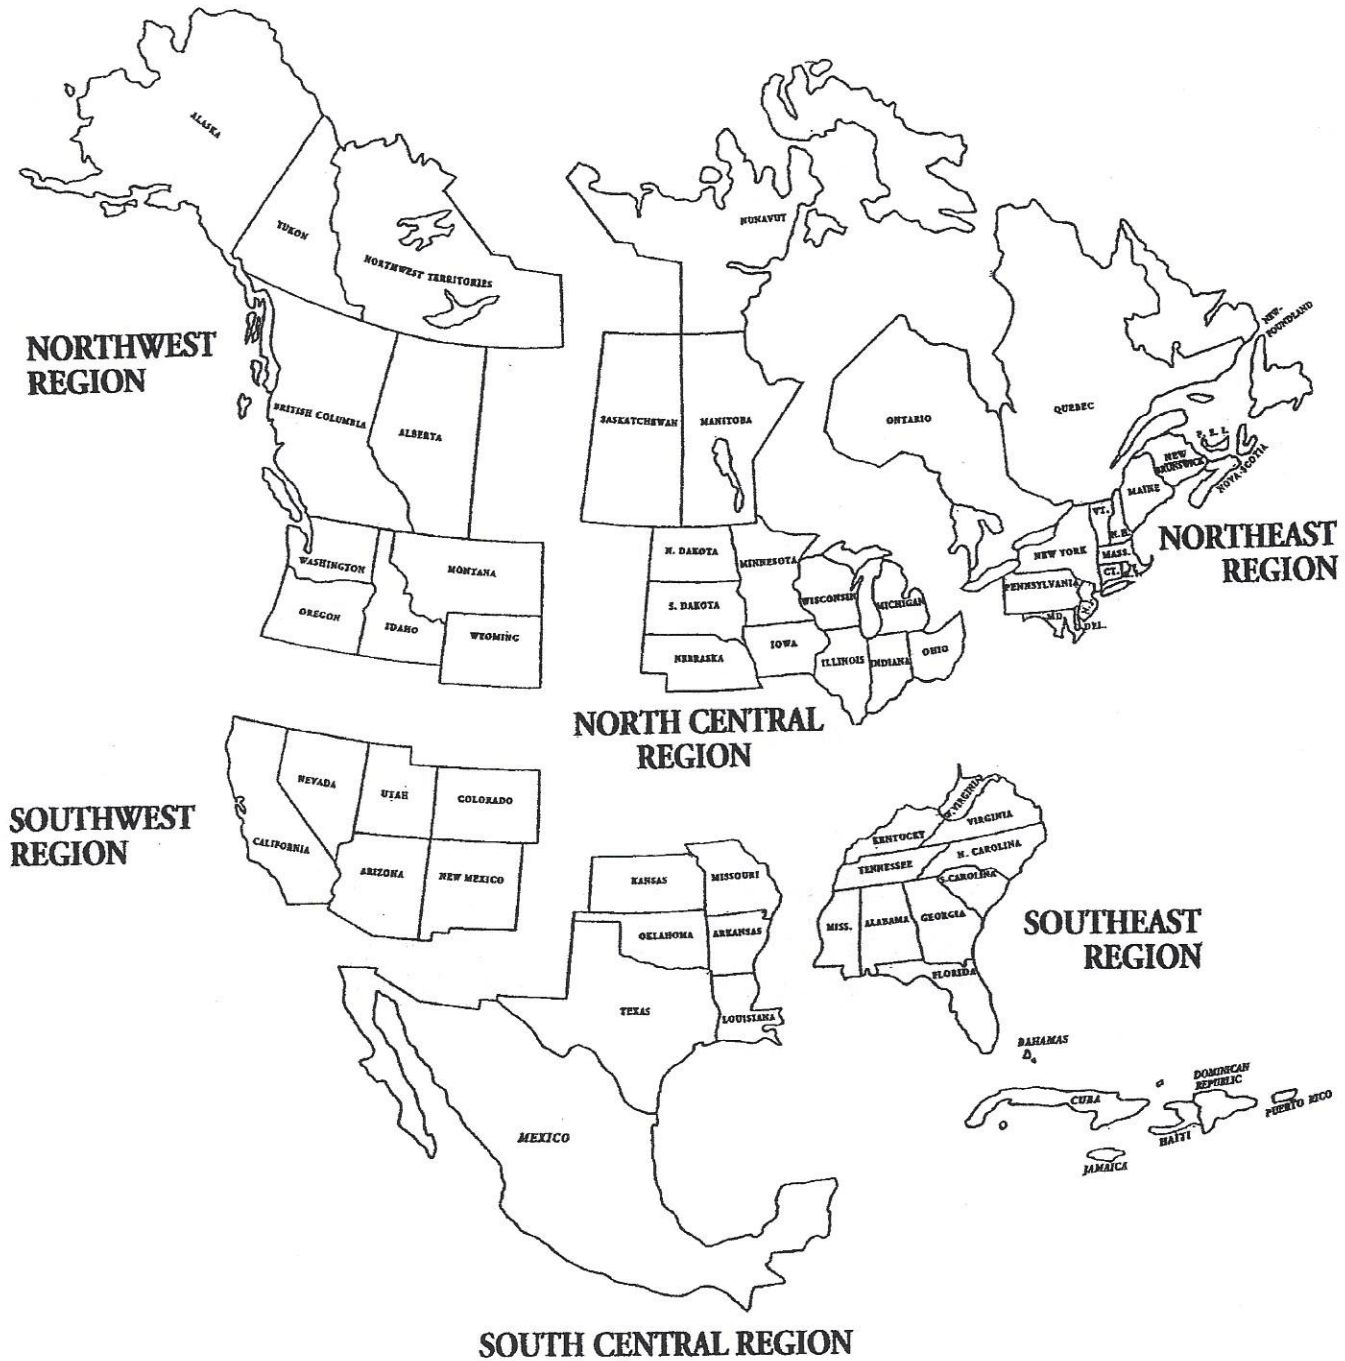 ALASKA
YUKON
NORTHWEST TERRITORIES
NORTHWEST
REGION
BRITISH COLUMBIA
ALBERTA
WASHINGTON
MONTANA
OREGON
IDAHO
WYOMING
NUNAVUT
SASKATCHEWAN
MANITOBA
N. DAKOTA
MINNESOTA
S. DAKOTA
WISCONSIN
MICHIGAN
NEBRASKA
IOWA
ILLINOIS
INDIANA
OHIO
NORTH CENTRAL
REGION
NEW-
FOUNDLAND
ONTARIO
QUEBEC
P. E. I.
NEW
BRUNSWICK
NOVA-SCOTIA
MAINE
VT.
N.H.
NEW YORK
MASS.
CT.
PENNSYLVANIA
N.J.
MD.
DEL.
NORTHEAST
REGION
SOUTHWEST
REGION
NEVADA
UTAH
COLORADO
CALIFORNIA
ARIZONA
NEW MEXICO
KANSAS
MISSOURI
OKLAHOMA
ARKANSAS
TEXAS
LOUISIANA
MEXICO
SOUTH CENTRAL REGION
W. VIRGINIA
VIRGINIA
KENTUCKY
TENNESSEE
N. CAROLINA
S. CAROLINA
MISS.
ALABAMA
GEORGIA
FLORIDA
SOUTHEAST
REGION
BAHAMAS
CUBA
DOMINICAN
REPUBLIC
PUERTO RICO
HAITI
JAMAICA